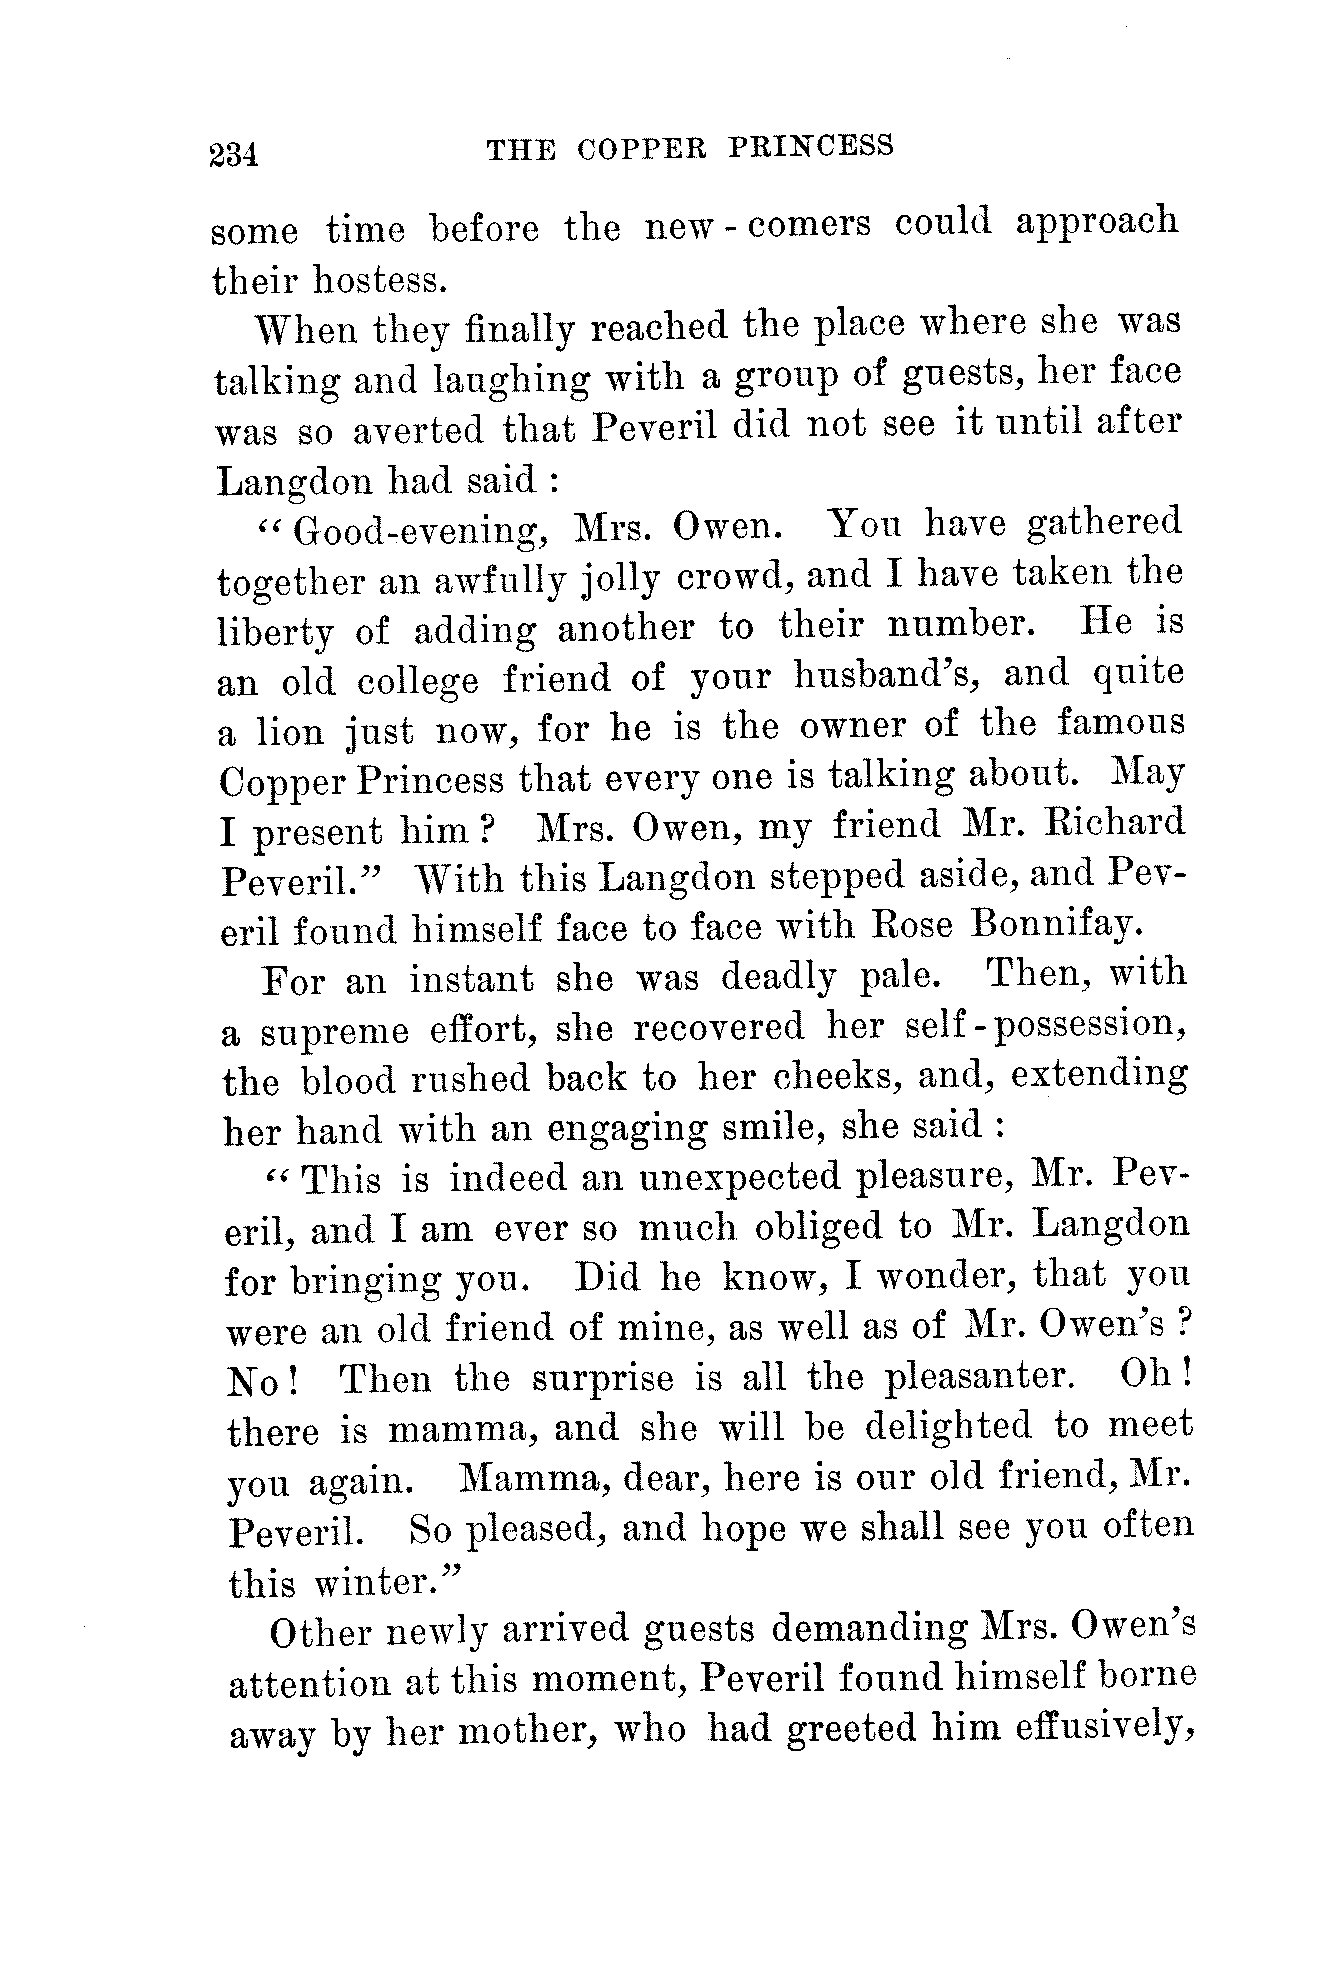 234 THE COPPER PRINCESS
some time before the new - comers could approach
their hostess.
When they finally reached the place where she was
talking and laughing with a group of guests, her face
was so averted that Peveril did not see it until after
Langdon had said :
“ Good-evening, Mrs. Owen. You have gathered
together an awfully jolly crowd, and I have taken the
liberty of adding another to their number. He is
an old college friend of your husband’s, and quite
a lion just now, for he is the owner of the famous
Copper Princess that every one is talking about. May
I present him ? Mrs. Owen, my friend Mr. Richard
Peveril.” With this Langdon stepped aside, and Pev-
eril found himself face to face with Rose Bonnifay.
For an instant she was deadly pale. Then, with
a supreme effort, she recovered her self - possession,
the blood rushed back to her cheeks, and, extending
her hand with an engaging smile, she said :
“ This is indeed an unexpected pleasure, Mr. Pev-
eril, and I am ever so much obliged to Mr. Langdon
for bringing you. Did he know, I wonder, that you
were an old friend of mine, as well as of Mr. Owen’s ?
No ! Then the surprise is all the pleasanter. Oh !
there is mamma, and she will be delighted to meet
you again. Mamma, dear, here is our old friend, Mr.
Peveril. So pleased, and hope we shall see you often
this winter.”
Other newly arrived guests demanding Mrs. Owen’s
attention at this moment, Peveril found himself borne
away by her mother, who had greeted him effusively,